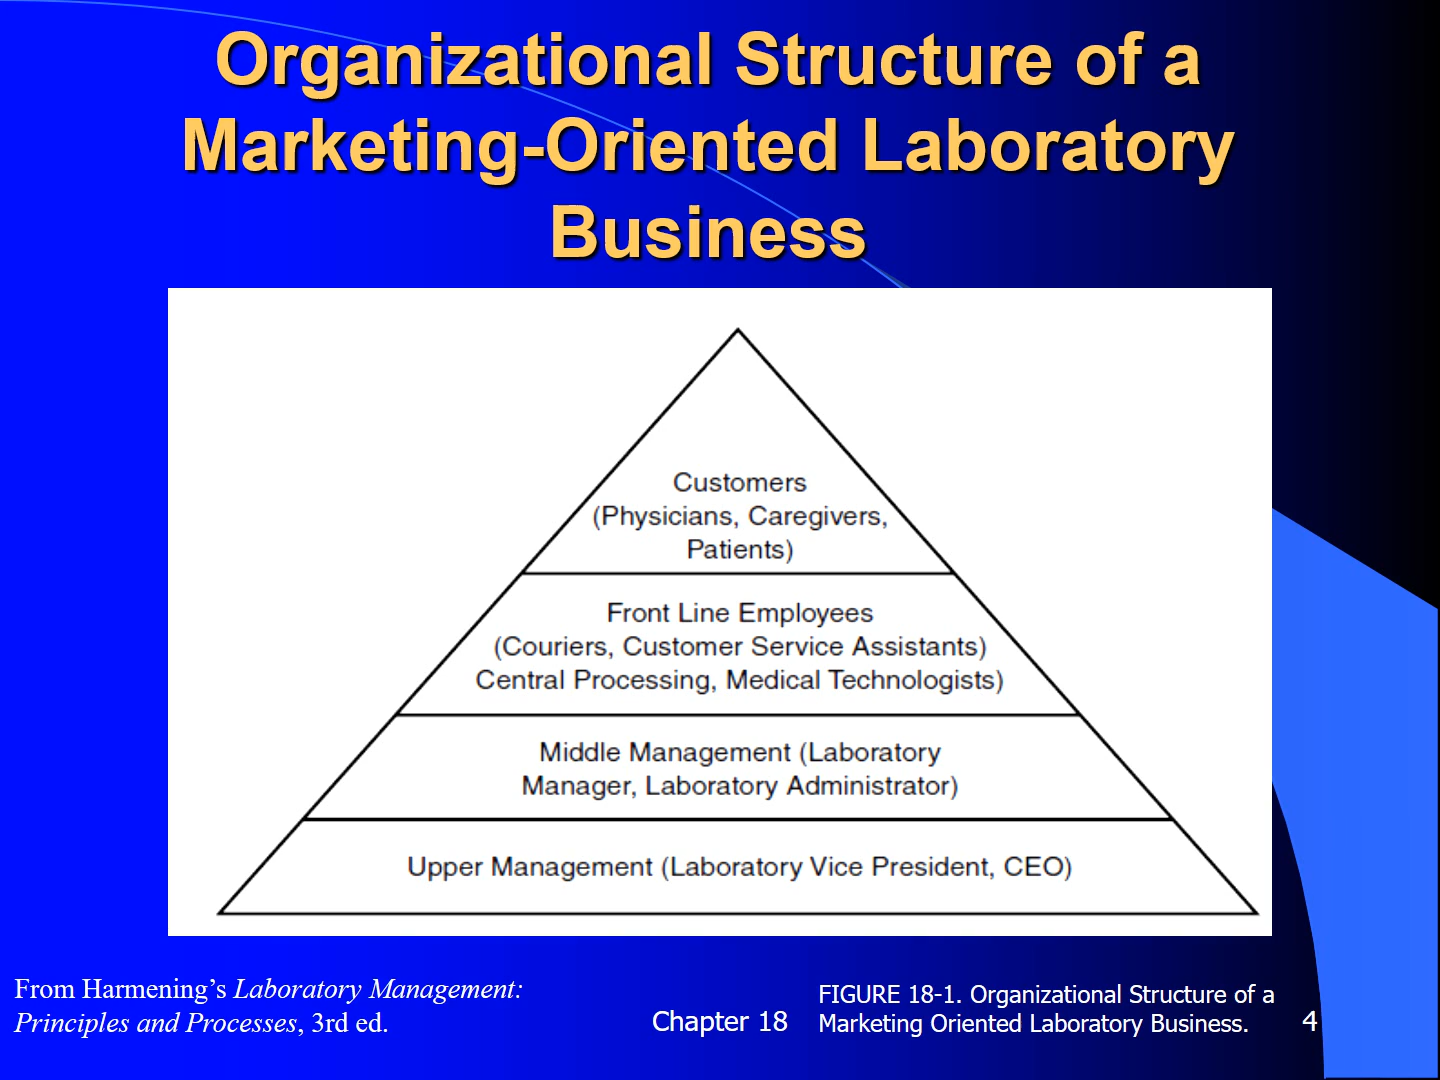 Organizational Structure of a
Marketing-Oriented Laboratory
Business
Customers
(Physicians, Caregivers,
Patients)
Front Line Employees
(Couriers, Customer Service Assistants)
Central Processing, Medical Technologists)
Middle Management (Laboratory
Manager, Laboratory Administrator)
Upper Management (Laboratory Vice President, CEO)
From Harmening’s Laboratory Management:
Principles and Processes, 3rd ed.
Chapter 18
FIGURE 18-1. Organizational Structure of a
Marketing Oriented Laboratory Business.
4